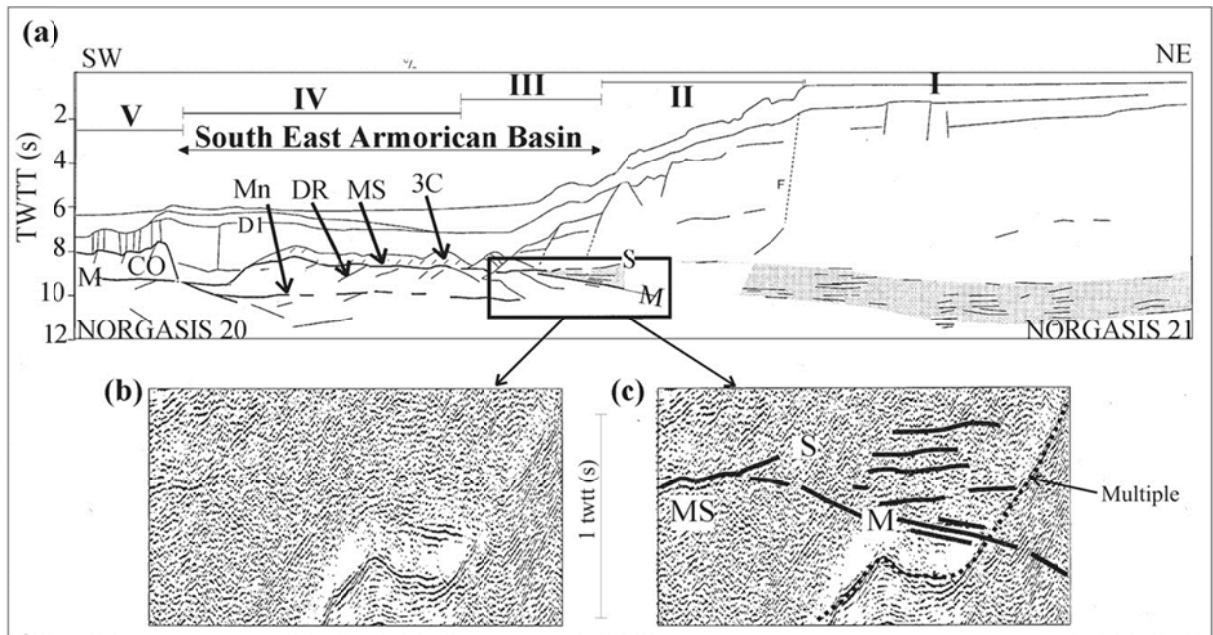 (a)
SW
NE
I
II
III
IV
V
South East Armorican Basin
TWTT (s)
2
4
6
8
10
12
Mn
DR
MS
3C
D1
CO
M
F
S
M
NORGASIS 20
NORGASIS 21
(b)
(c)
1 twtt (s)
S
MS
M
Multiple